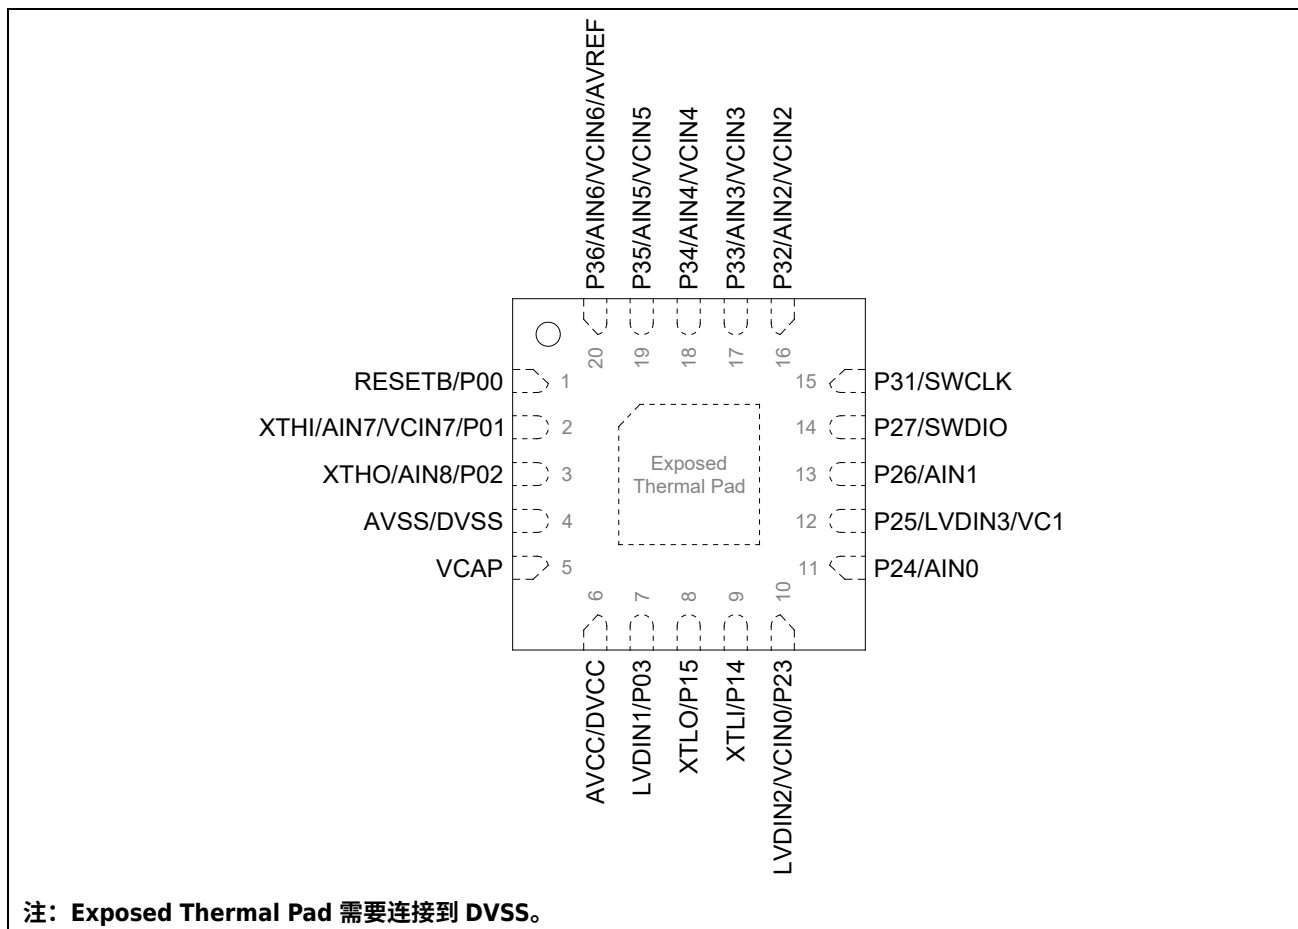 P36/AIN6/VCIN6/AVREF
P35/AIN5/VCIN5
P34/AIN4/VCIN4
P33/AIN3/VCIN3
P32/AIN2/VCIN2
20
19
18
17
16
RESETB/P00
1
XTHI/AIN7/VCIN7/P01
2
XTHO/AIN8/P02
3
AVSS/DVSS
4
VCAP
5
Exposed
Thermal Pad
15
P31/SWCLK
14
P27/SWDIO
13
P26/AIN1
12
P25/LVDIN3/VC1
11
P24/AIN0
6
7
8
9
10
AVCC/DVCC
LVDIN1/P03
XTLO/P15
XTLI/P14
LVDIN2/VCIN0/P23
注：Exposed Thermal Pad 需要连接到 DVSS。